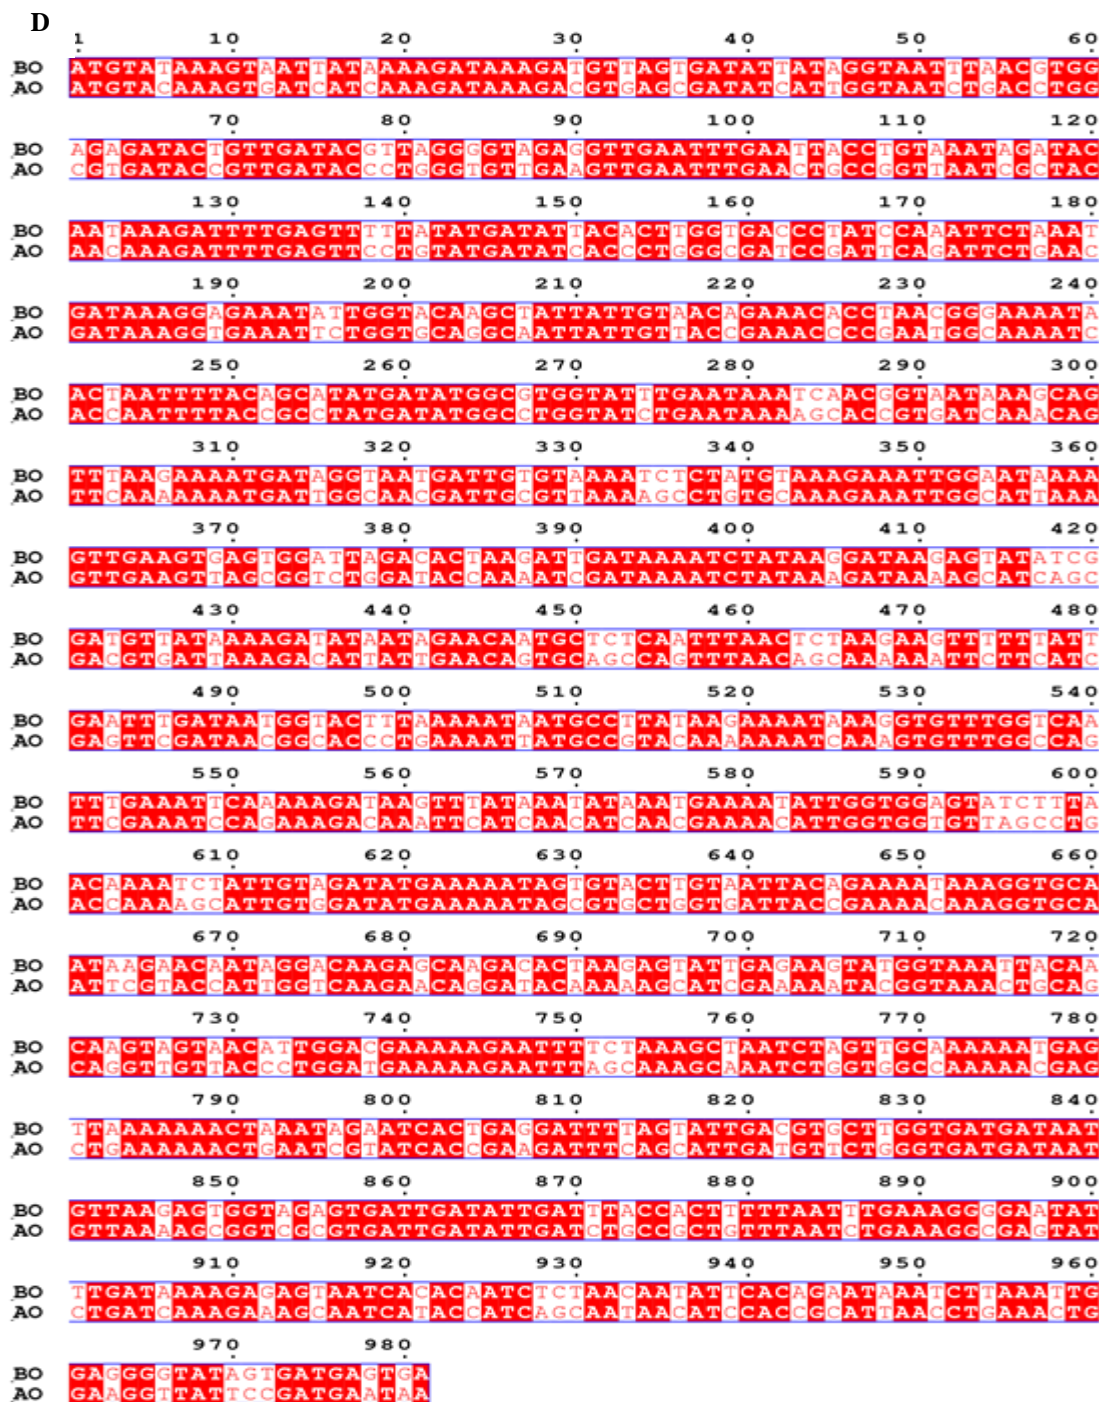 D
1 10 20 30 40 50 60
BO ATGTATAAAGTAATTATAAAAGATAAAGATGTTAGTGATATTATAGGTAATTTAACGTGG
AO ATGTACAAAGTGATCATCAAAGATAAAGACGTGAGCGATATCATTGGTAATCTGACCTGG
70 80 90 100 110 120
BO AGAGATACTGTTGATACGTTAGGGGTAGAGGTTGAATTTGAATTACCTGTAAATAGATAC
AO CGTGATACCGTTGATACCCTGGGTGTTGAAGTTGAATTTGAACTGCCGGTTAATCGCTAC
130 140 150 160 170 180
BO AATAAAGATTTTGAGTTTTTATATGATATTACACTTGGTGACCCTATCCAAATTCTAAAT
AO AACAAAGATTTTGAGTTCCTGTATGATATCACCCTGGGCGATCCGATTCAGATTCTGAAC
190 200 210 220 230 240
BO GATAAAGGAGAAATATTGGTACAAGCTATTATTGTAACAGAAACACCTAACGGGAAAATA
AO GATAAAGGTGAAATTCTGGTGCAGGCAATTATTGTTACCGAAACCCCGAATGGCAAAATC
250 260 270 280 290 300
BO ACTAATTTTACAGCATATGATATGGCGTGGTATTTGAATAAATCAACGGTAATAAAGCAG
AO ACCAATTTTACCGCCTATGATATGGCCTGGTATCTGAATAAAAGCACCGTGATCAAACAG
310 320 330 340 350 360
BO TTTAAGAAAATGATAGGTAATGATTGTGTAAAATCTCTATGTAAAGAAATTGGAATAAAA
AO TTCAAAAAAATGATTGGCAACGATTGCGTTAAAAGCCTGTGCAAAGAAATTGGCATTAAA
370 380 390 400 410 420
BO GTTGAAGTGAGTGGATTAGACACTAAGATTGATAAAATCTATAAGGATAAGAGTATATCG
AO GTTGAAGTTAGCGGTCTGGATACCAAAATCGATAAAATCTATAAAGATAAAAGCATCAGC
430 440 450 460 470 480
BO GATGTTATAAAAGATATAATAGAACAATGCTCTCAATTTAACTCTAAGAAGTTTTTTATT
AO GACGTGATTAAAGACATTATTGAACAGTGCAGCCAGTTTAACAGCAAAAAATTCTTCATC
490 500 510 520 530 540
BO GAATTTGATAATGGTACTTTAAAAATAATGCCTTATAAGAAAATAAAGGTGTTTGGTCAA
AO GAGTTCGATAACGGCACCCTGAAAATTATGCCGTACAAAAAAATCAAAGTGTTTGGCCAG
550 560 570 580 590 600
BO TTTGAAATTCAAAAAGATAAGTTTATAAATATAAATGAAAATATTGGTGGAGTATCTTTA
AO TTCGAAATCCAGAAAGACAAATTCATCAACATCAACGAAAACATTGGTGGTGTTAGCCTG
610 620 630 640 650 660
BO ACAAAATCTATTGTAGATATGAAAAATAGTGTACTTGTAATTACAGAAAATAAAGGTGCA
AO ACCAAAAGCATTGTGGATATGAAAAATAGCGTGCTGGTGATTACCGAAAACAAAGGTGCA
670 680 690 700 710 720
BO ATAAGAACAATAGGACAAGAGCAAGACACTAAGAGTATTGAGAAGTATGGTAAATTACAA
AO ATTCGTACCATTGGTCAAGAACAGGATACAAAAAGCATCGAAAAATACGGTAAACTGCAG
730 740 750 760 770 780
BO CAAGTAGTAACATTGGACGAAAAAGAATTTTCTAAAGCTAATCTAGTTGCAAAAAATGAG
AO CAGGTTGTTACCCTGGATGAAAAAGAATTTAGCAAAGCAAATCTGGTGGCCAAAAACGAG
790 800 810 820 830 840
BO TTAAAAAAACTAAATAGAATCACTGAGGATTTTAGTATTGACGTGCTTGGTGATGATAAT
AO CTGAAAAAACTGAATCGTATCACCGAAGATTTCAGCATTGATGTTCTGGGTGATGATAAT
850 860 870 880 890 900
BO GTTAAGAGTGGTAGAGTGATTGATATTGATTTACCACTTTTTAATTTGAAAGGGGAATAT
AO GTTAAAAGCGGTCGCGTGATTGATATTGATCTGCCGCTGTTTAATCTGAAAGGCGAGTAT
910 920 930 940 950 960
BO TTGATAAAAGAGAGTAATCACACAATCTCTAACAATATTCACAGAATAAATCTTAAATTG
AO CTGATCAAAGAAAGCAATCATACCATCAGCAATAACATCCACCGCATTAACCTGAAACTG
970 980
BO GAGGGGTATAGTGATGAGTGA
AO GAAGGTTATTCCGATGAATAA